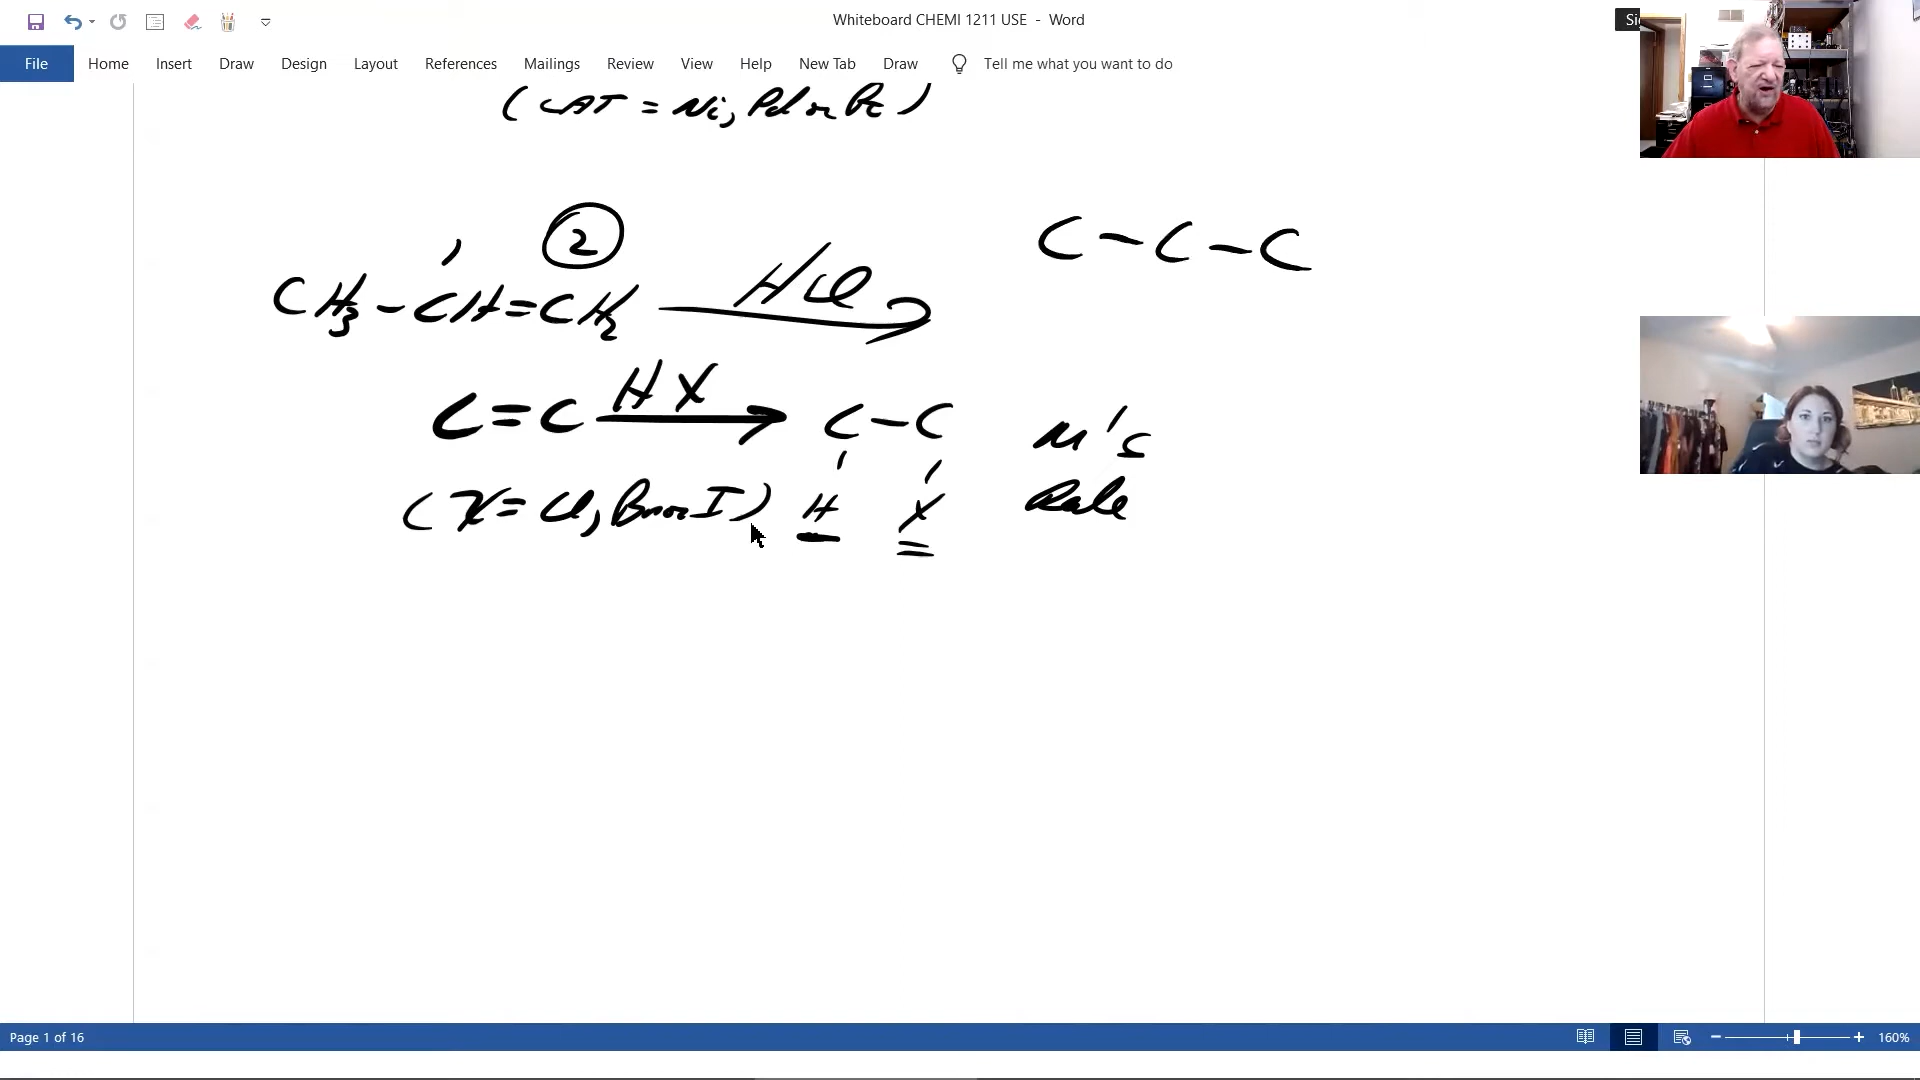 Whiteboard CHEMI 1211 USE - Word
Si
File Home Insert Draw Design Layout References Mailings Review View Help New Tab Draw Tell me what you want to do
(CAT = Ni, Pd or Pt)
1 2
CH3-CH=CH2 HCl C-C-C
C=C HX C-C M's
(X = Cl, Br or I) H X Rule
Page 1 of 16 160%